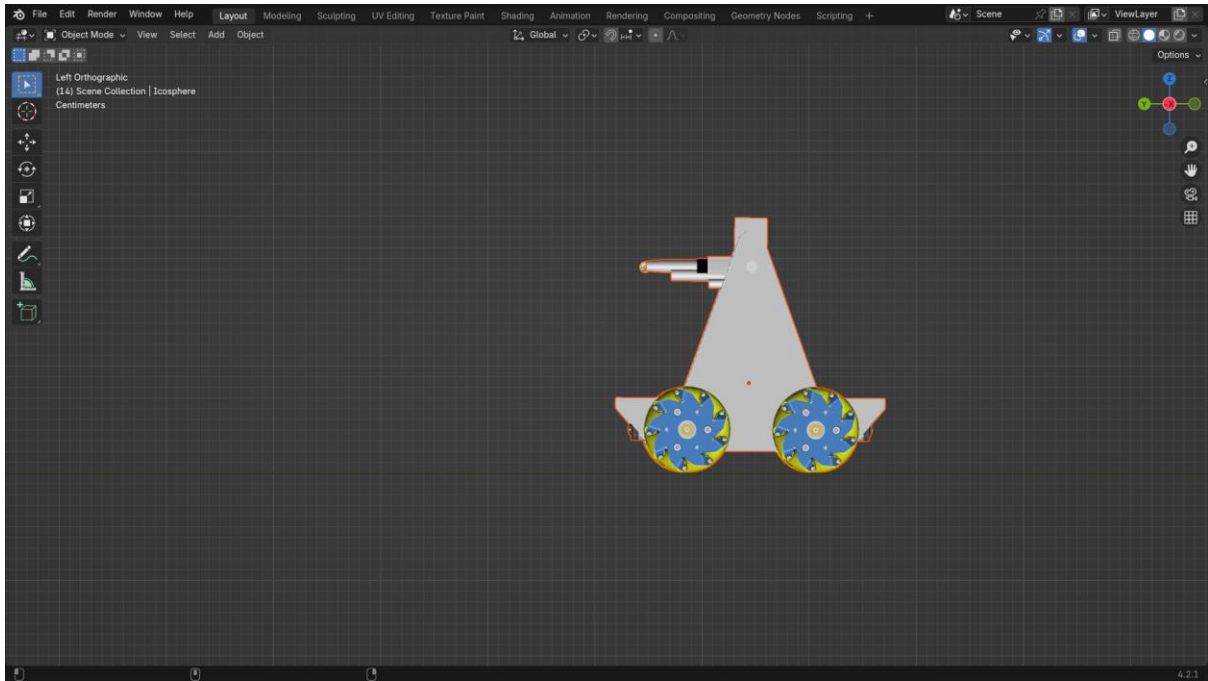 File Edit Render Window Help Layout Modeling Sculpting UV Editing Texture Paint Shading Animation Rendering Compositing Geometry Nodes Scripting + Scene ViewLayer
Object Mode View Select Add Object Global
Options
Left Orthographic
(14) Scene Collection | Icosphere
Centimeters
Z
Y -X
4.2.1